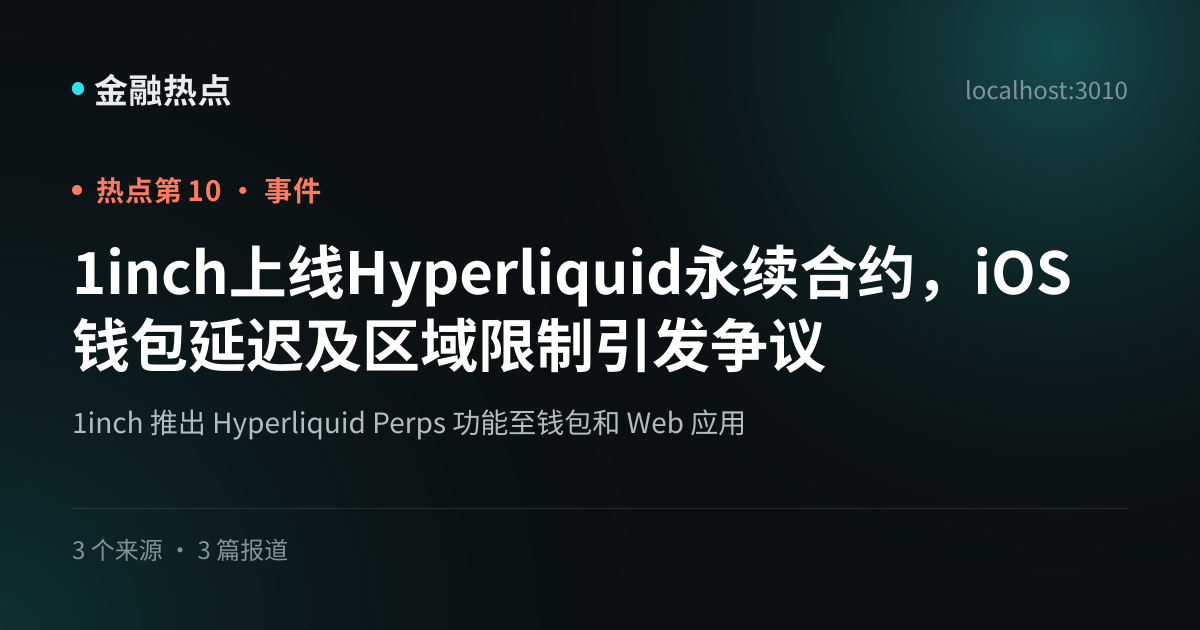 金融热点
localhost:3010
热点第 10 · 事件
1inch上线Hyperliquid永续合约，iOS
钱包延迟及区域限制引发争议
1inch 推出 Hyperliquid Perps 功能至钱包和 Web 应用
3 个来源 · 3 篇报道